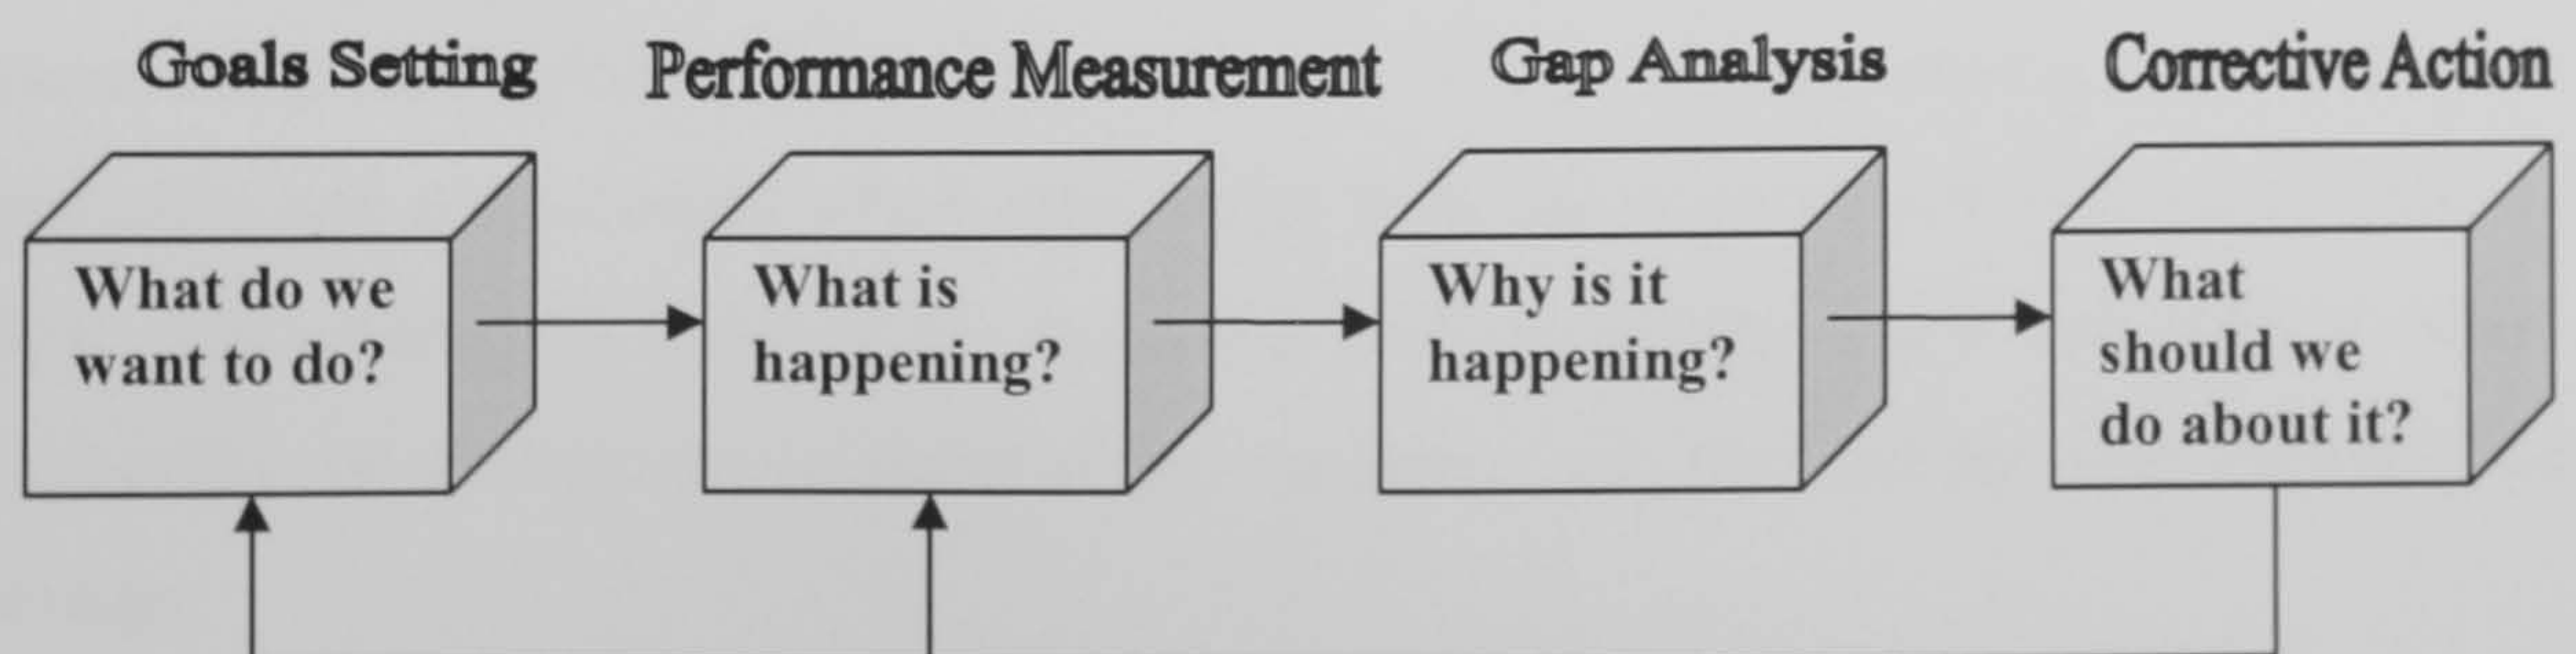 Goals Setting
Performance Measurement
Gap Analysis
Corrective Action
What do we
want to do?
What is
happening?
Why is it
happening?
What
should we
do about it?